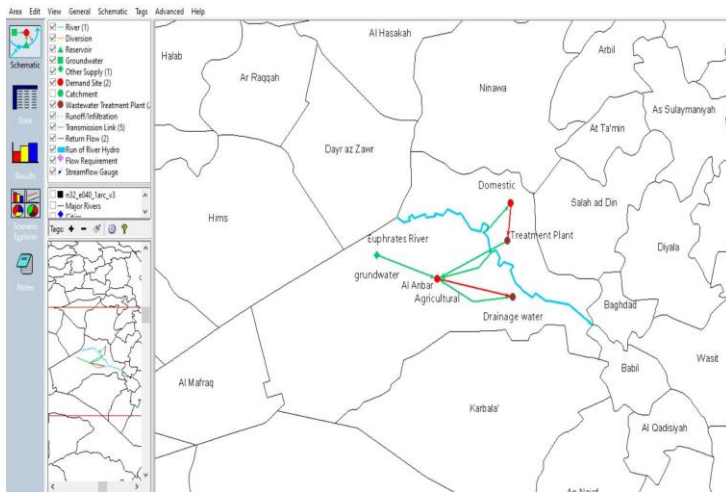 Area Edit View General Schematic Tags Advanced Help
Schematic
Data
Results
Scenario
Explorer
Notes
River (1)
Diversion
Reservoir
Groundwater
Other Supply (1)
Demand Site (2)
Catchment
Wastewater Treatment Plant (
Runoff/Infiltration
Transmission Link (5)
Return Flow (2)
Run of River Hydro
Flow Requirement
Streamflow Gauge
n32_e040_1arc_v3
Major Rivers
Cities
Tags:
Al Hasakah
Halab
Ar Raqqah
Arbil
Ninawa
As Sulaymaniyah
At Ta'min
Dayr az Zawr
Domestic
Salah ad Din
Hims
Euphrates River
Treatment Plant
Diyala
grundwater
Al Anbar
Agricultural
Baghdad
Drainage water
Wasit
Babil
Al Mafraq
Karbala'
Al Qadisiyah
An Najaf